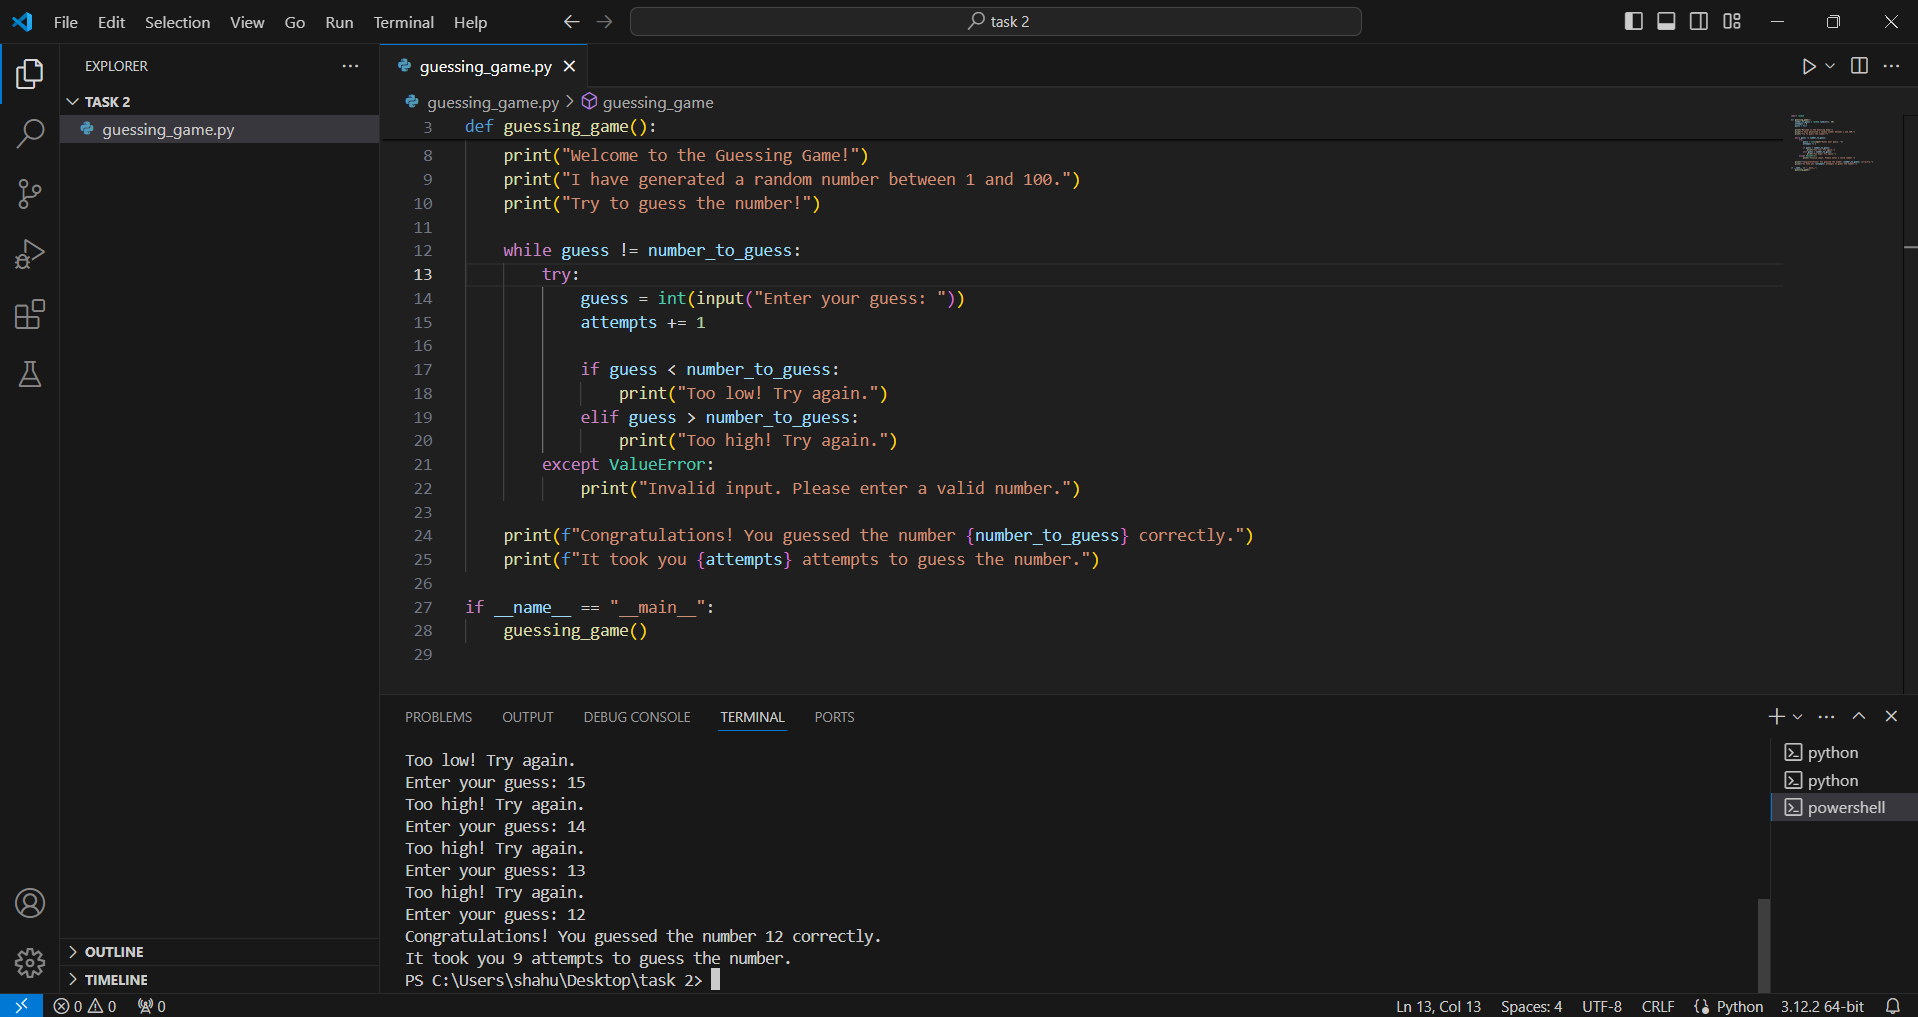 File Edit Selection View Go Run Terminal Help task 2
EXPLORER
TASK 2
guessing_game.py
guessing_game.py
guessing_game.py > guessing_game
3 def guessing_game():
8 print("Welcome to the Guessing Game!")
9 print("I have generated a random number between 1 and 100.")
10 print("Try to guess the number!")
11
12 while guess != number_to_guess:
13 try:
14 guess = int(input("Enter your guess: "))
15 attempts += 1
16
17 if guess < number_to_guess:
18 print("Too low! Try again.")
19 elif guess > number_to_guess:
20 print("Too high! Try again.")
21 except ValueError:
22 print("Invalid input. Please enter a valid number.")
23
24 print(f"Congratulations! You guessed the number {number_to_guess} correctly.")
25 print(f"It took you {attempts} attempts to guess the number.")
26
27 if __name__ == "__main__":
28 guessing_game()
29
PROBLEMS OUTPUT DEBUG CONSOLE TERMINAL PORTS
Too low! Try again.
Enter your guess: 15
Too high! Try again.
Enter your guess: 14
Too high! Try again.
Enter your guess: 13
Too high! Try again.
Enter your guess: 12
Congratulations! You guessed the number 12 correctly.
It took you 9 attempts to guess the number.
PS C:\Users\shahu\Desktop\task 2>
python
python
powershell
OUTLINE
TIMELINE
0 0 0 Ln 13, Col 13 Spaces: 4 UTF-8 CRLF Python 3.12.2 64-bit